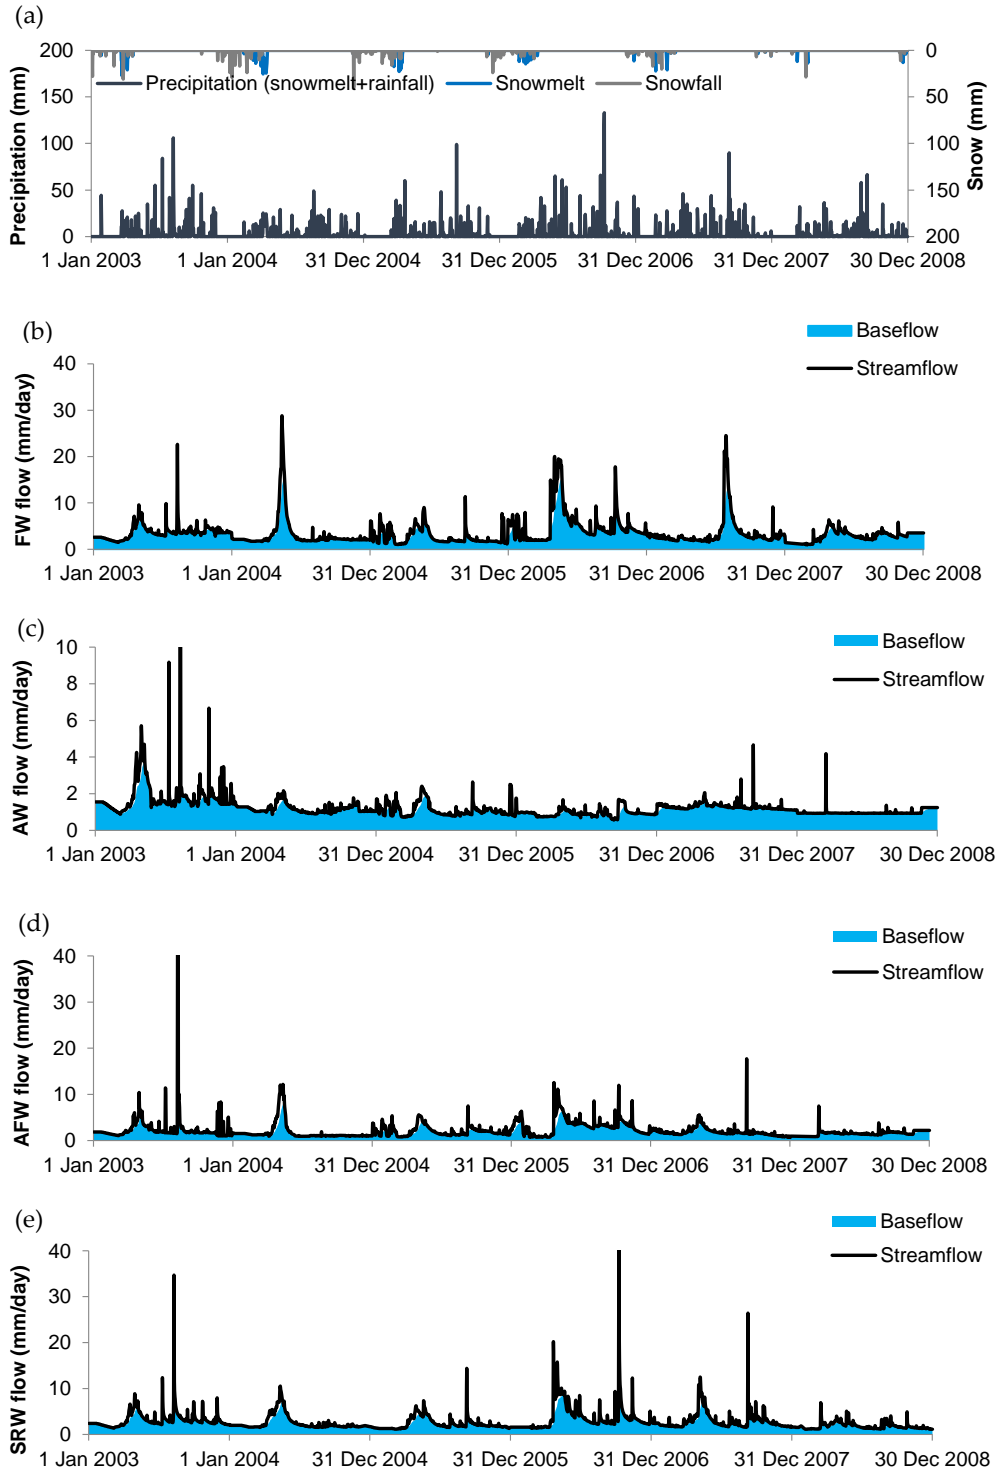 (a)
200
150
100
50
0
Precipitation (mm)
Precipitation (snowmelt+rainfall)
Snowmelt
Snowfall
0
50
100
150
200
Snow (mm)
1 Jan 2003
1 Jan 2004
31 Dec 2004
31 Dec 2005
31 Dec 2006
31 Dec 2007
30 Dec 2008
(b)
Baseflow
Streamflow
40
30
20
10
0
FW flow (mm/day)
1 Jan 2003
1 Jan 2004
31 Dec 2004
31 Dec 2005
31 Dec 2006
31 Dec 2007
30 Dec 2008
(c)
Baseflow
Streamflow
10
8
6
4
2
0
AW flow (mm/day)
1 Jan 2003
1 Jan 2004
31 Dec 2004
31 Dec 2005
31 Dec 2006
31 Dec 2007
30 Dec 2008
(d)
Baseflow
Streamflow
40
30
20
10
0
AFW flow (mm/day)
1 Jan 2003
1 Jan 2004
31 Dec 2004
31 Dec 2005
31 Dec 2006
31 Dec 2007
30 Dec 2008
(e)
Baseflow
Streamflow
40
30
20
10
0
SRW flow (mm/day)
1 Jan 2003
1 Jan 2004
31 Dec 2004
31 Dec 2005
31 Dec 2006
31 Dec 2007
30 Dec 2008